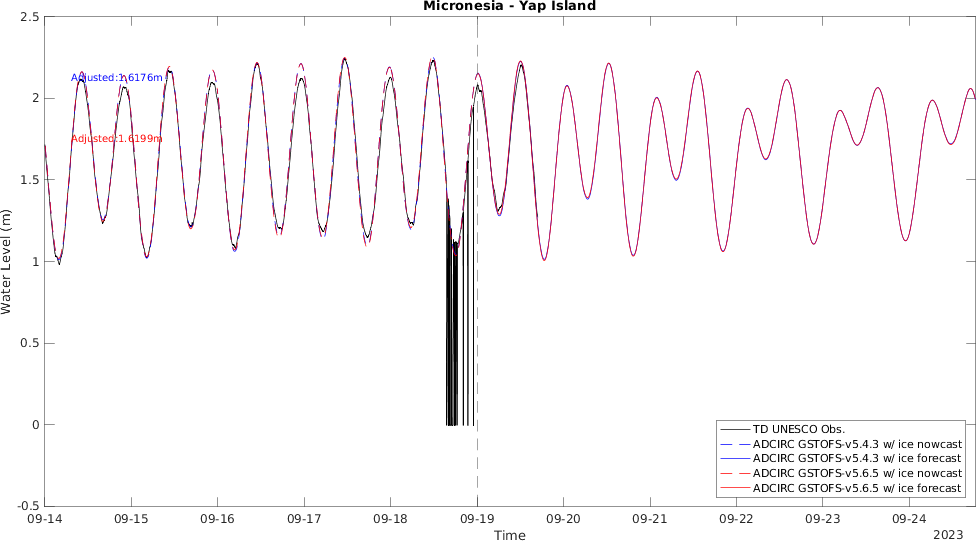 Micronesia - Yap Island
2.5
2
1.5
1
0.5
0
-0.5
Water Level (m)
Adjusted:1.6176m
Adjusted:1.6199m
TD UNESCO Obs.
ADCIRC GSTOFS-v5.4.3 w/ ice nowcast
ADCIRC GSTOFS-v5.4.3 w/ ice forecast
ADCIRC GSTOFS-v5.6.5 w/ ice nowcast
ADCIRC GSTOFS-v5.6.5 w/ ice forecast
09-14 09-15 09-16 09-17 09-18 09-19 09-20 09-21 09-22 09-23 09-24
Time
2023